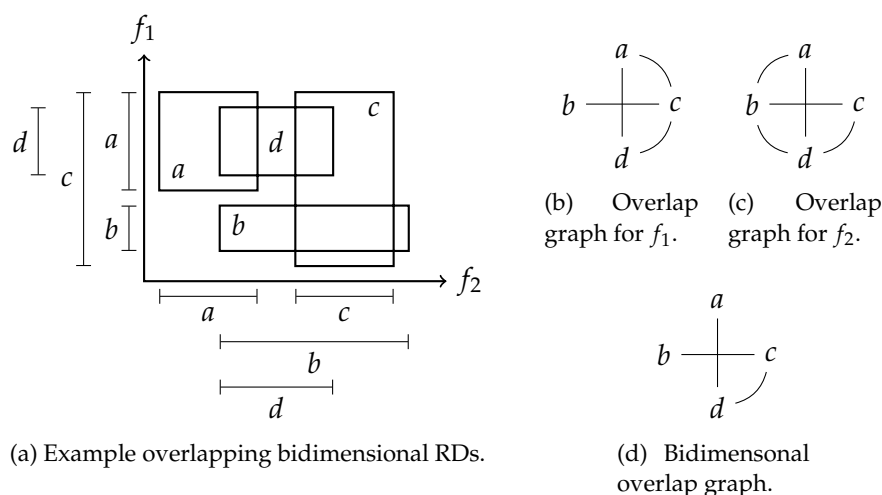 f1
a
c
d
a
d
c
a
b
b
f2
a
c
b
d
(a) Example overlapping bidimensional RDs.
a
b c
d
(b) Overlap
graph for f1.
a
b c
d
(c) Overlap
graph for f2.
a
b c
d
(d) Bidimensonal
overlap graph.